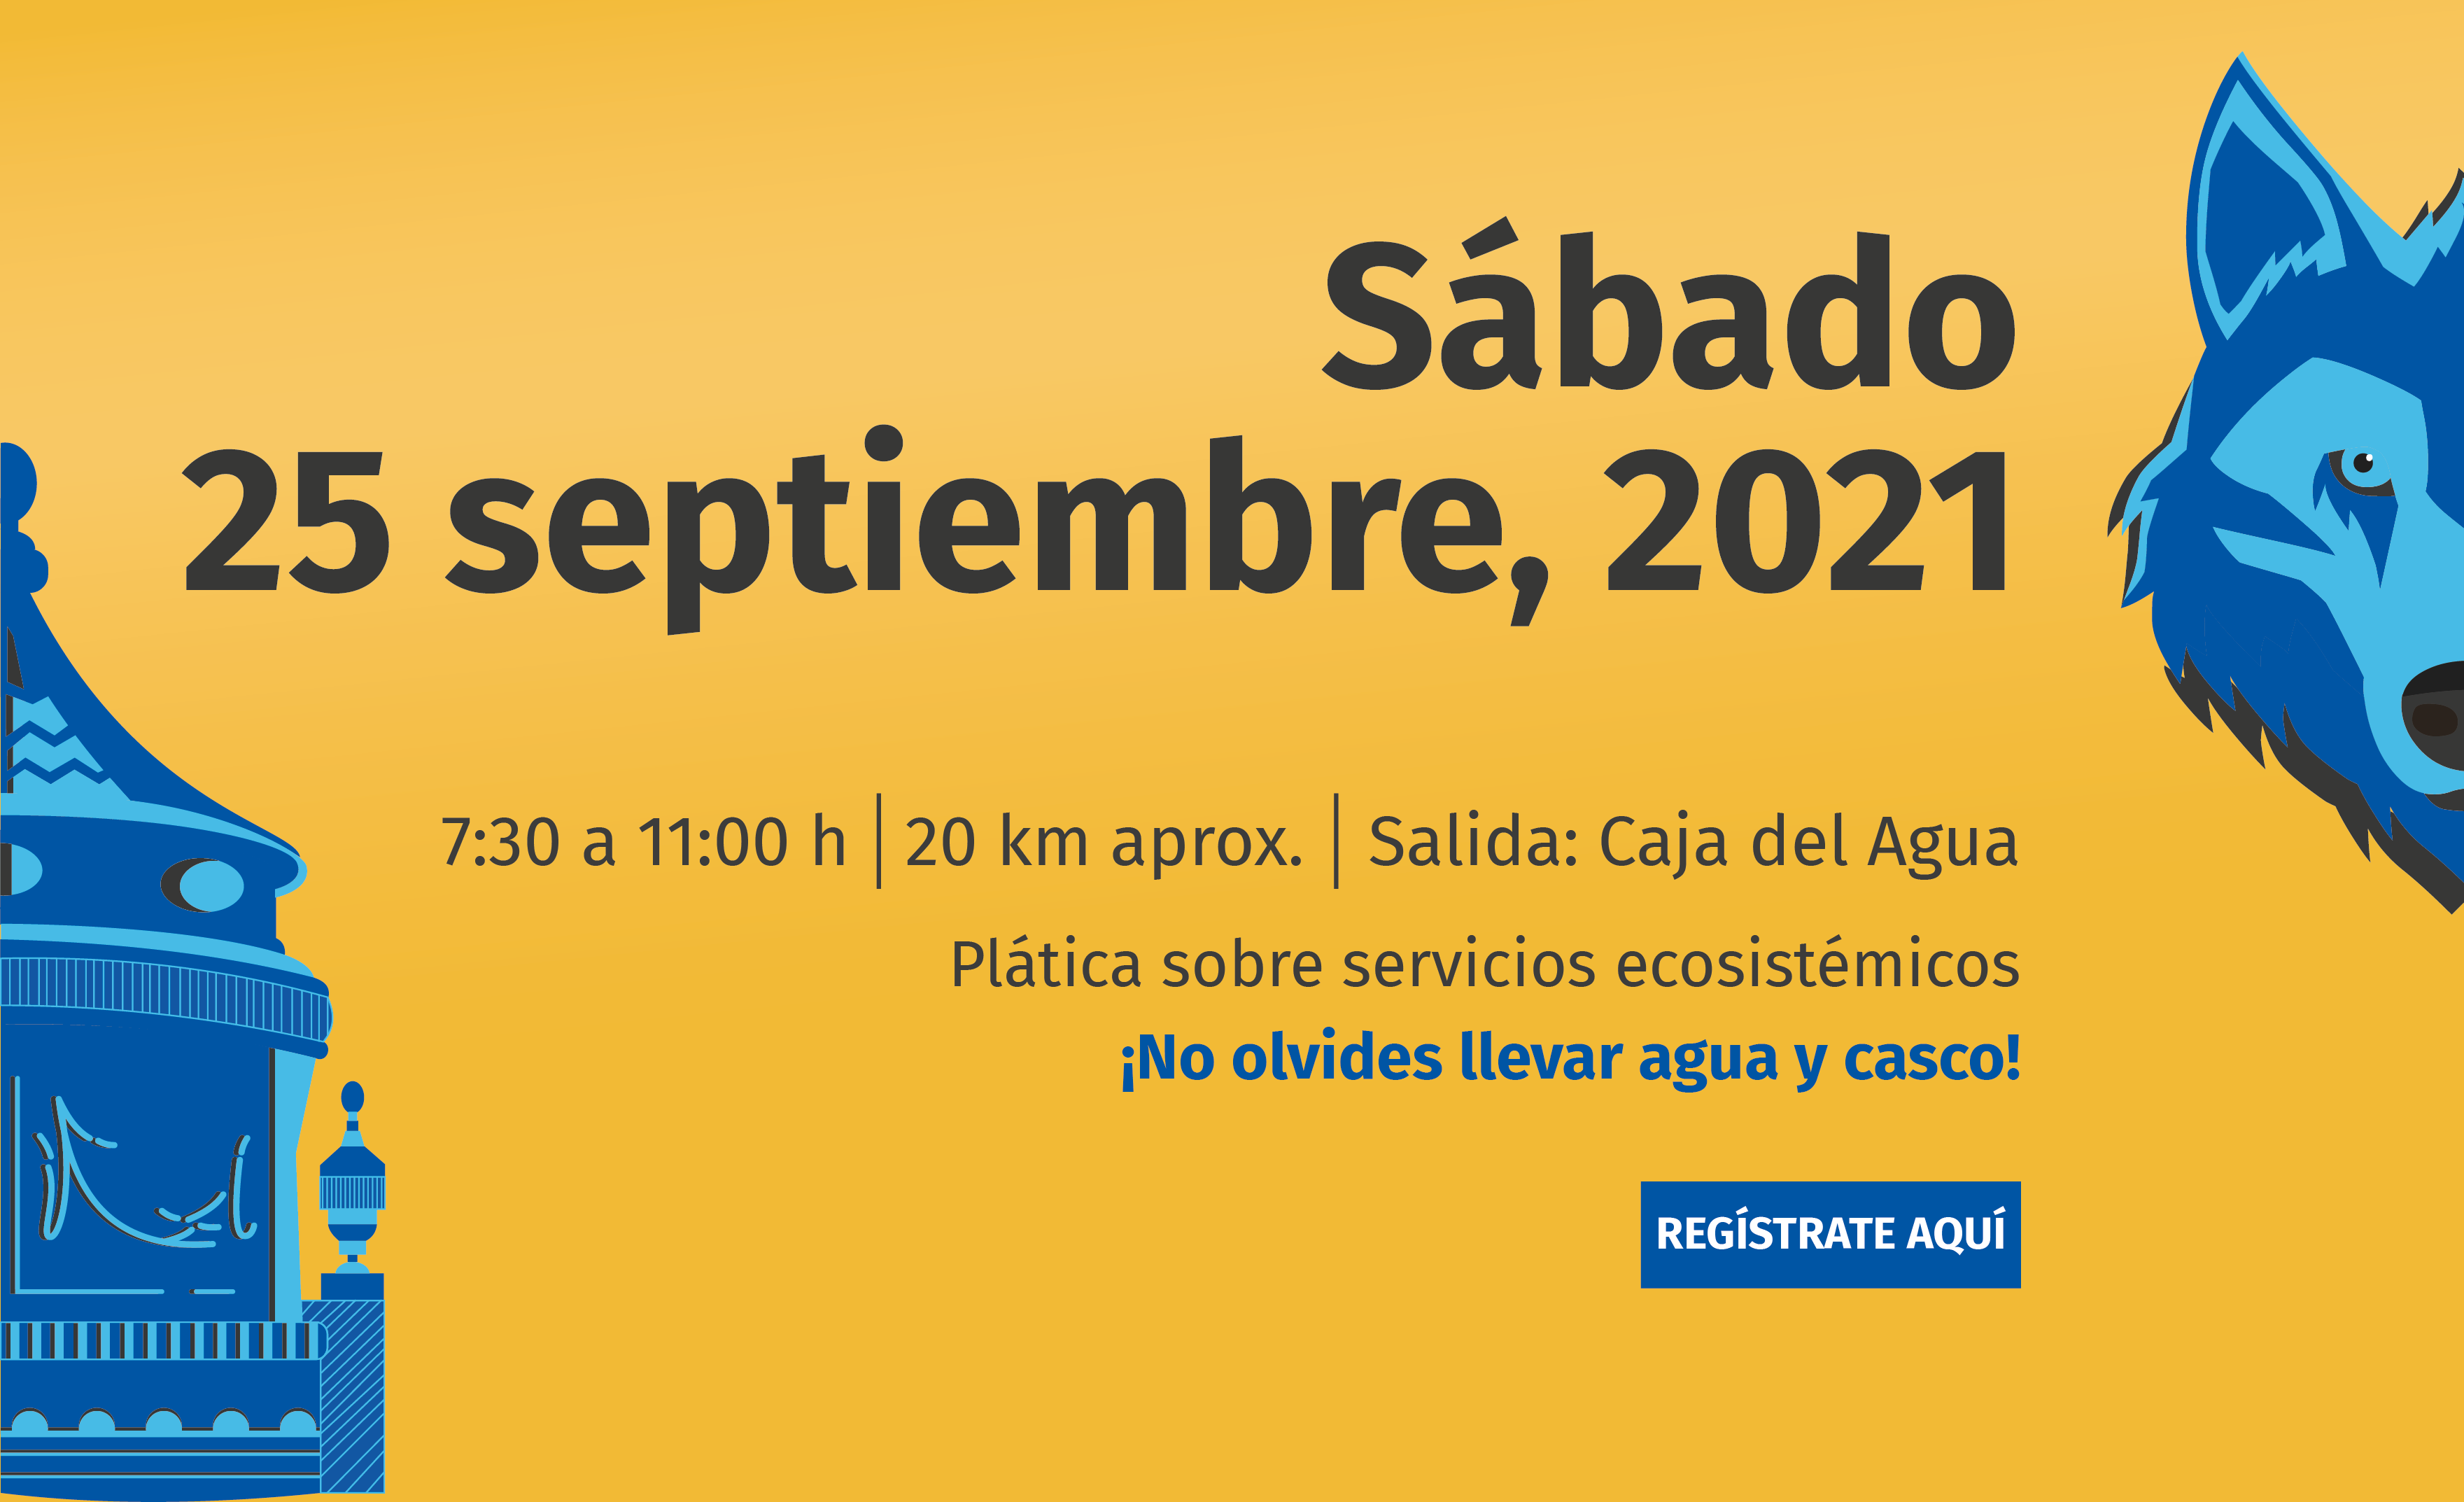 Sábado
25 septiembre, 2021
7:30 a 11:00 h | 20 km aprox. | Salida: Caja del Agua
Plática sobre servicios ecosistémicos
¡No olvides llevar agua y casco!
REGÍSTRATE AQUÍ